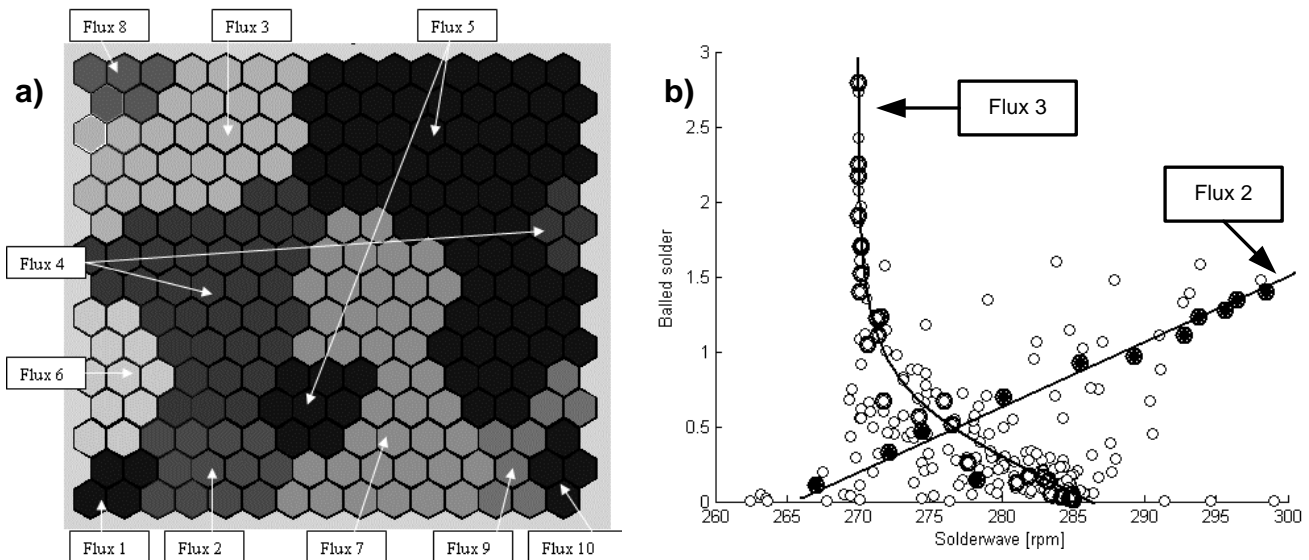 Flux 8
Flux 3
Flux 5
a)
Flux 4
Flux 6
Flux 1
Flux 2
Flux 7
Flux 9
Flux 10
b)
3
2.5
2
1.5
1
0.5
0
Balled solder
Flux 3
Flux 2
260 265 270 275 280 285 290 295 300
Solderwave [rpm]